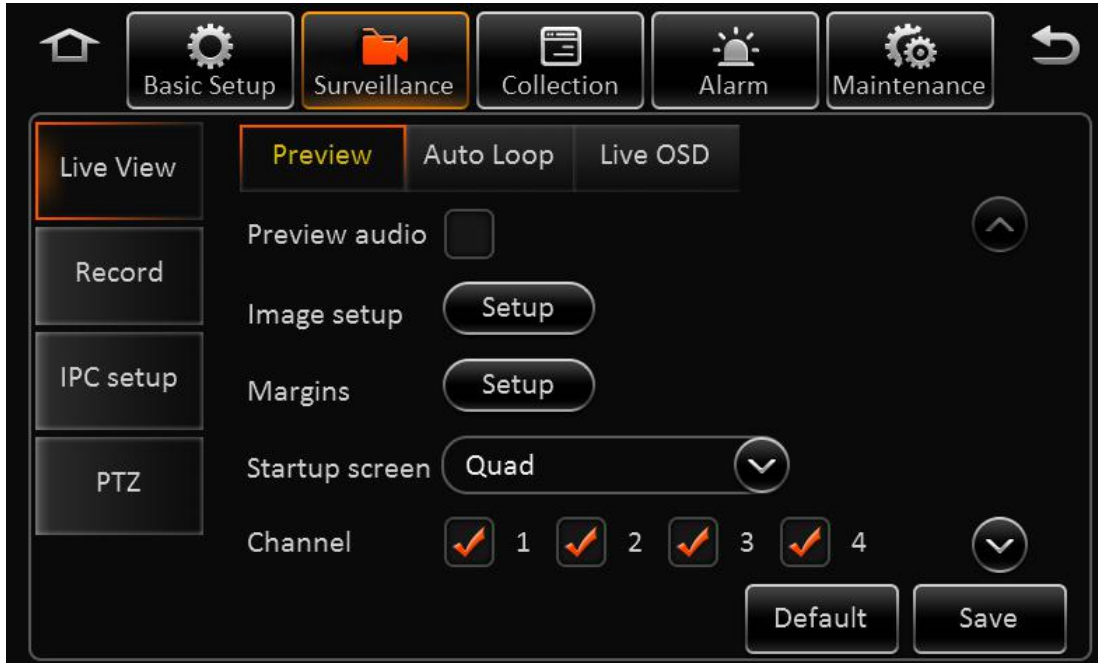 Basic Setup Surveillance Collection Alarm Maintenance
Live View
Record
IPC setup
PTZ
Preview Auto Loop Live OSD
Preview audio
Image setup Setup
Margins Setup
Startup screen Quad
Channel 1 2 3 4
Default Save